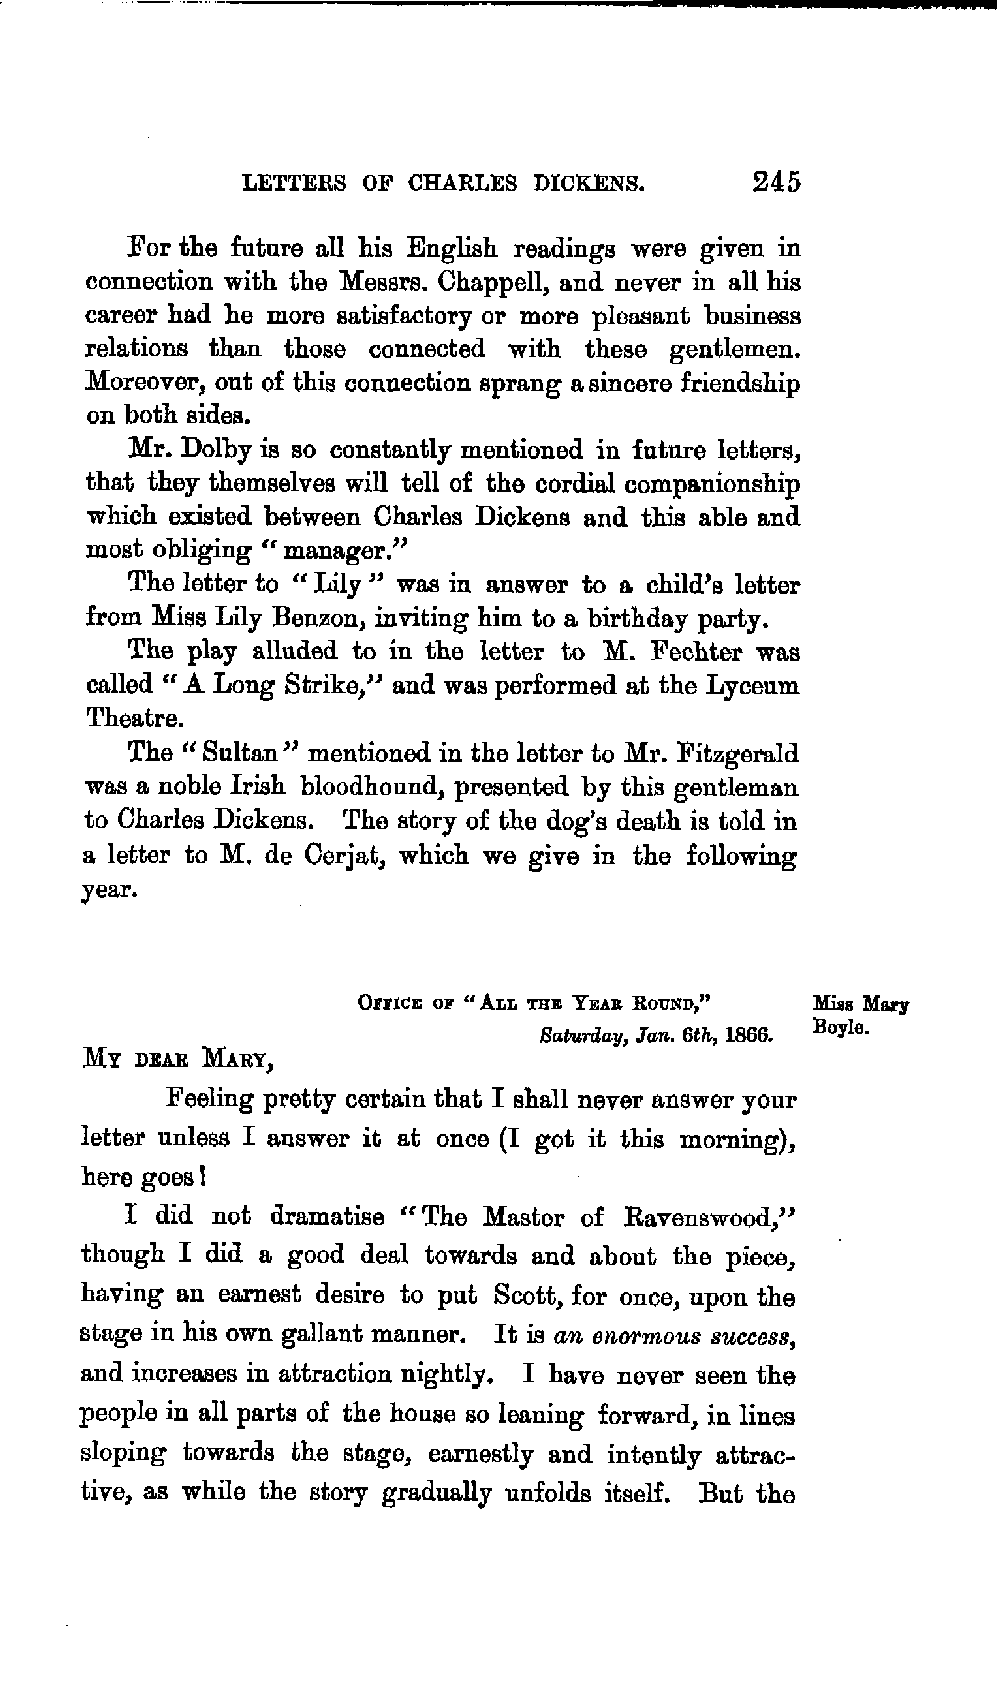 LETTERS OF CHARLES DICKENS. 245
For the future all his English readings were given in
connection with the Messrs. Chappell, and never in all his
career had he more satisfactory or more pleasant business
relations than those connected with these gentlemen.
Moreover, out of this connection sprang a sincere friendship
on both sides.
Mr. Dolby is so constantly mentioned in future letters,
that they themselves will tell of the cordial companionship
which existed between Charles Dickens and this able and
most obliging “manager.”
The letter to “Lily” was in answer to a child’s letter
from Miss Lily Benzon, inviting him to a birthday party.
The play alluded to in the letter to M. Fechter was
called “A Long Strike,” and was performed at the Lyceum
Theatre.
The “Sultan” mentioned in the letter to Mr. Fitzgerald
was a noble Irish bloodhound, presented by this gentleman
to Charles Dickens. The story of the dog’s death is told in
a letter to M. de Cerjat, which we give in the following
year.
OFFICE OF “ALL THE YEAR ROUND,”
Saturday, Jan. 6th, 1866.
Miss Mary
Boyle.
MY DEAR MARY,
Feeling pretty certain that I shall never answer your
letter unless I answer it at once (I got it this morning),
here goes!
I did not dramatise “The Master of Ravenswood,”
though I did a good deal towards and about the piece,
having an earnest desire to put Scott, for once, upon the
stage in his own gallant manner. It is an enormous success,
and increases in attraction nightly. I have never seen the
people in all parts of the house so leaning forward, in lines
sloping towards the stage, earnestly and intently attrac-
tive, as while the story gradually unfolds itself. But the